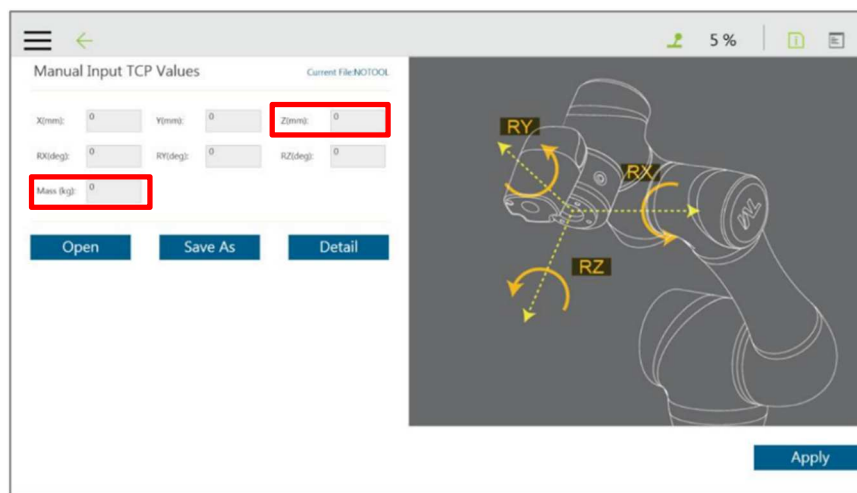 5 %
Manual Input TCP Values
Current File:NOTOOL
X(mm): 0 Y(mm): 0 Z(mm): 0
RX(deg): 0 RY(deg): 0 RZ(deg): 0
Mass (kg): 0
Open Save As Detail
RY
RX
RZ
Apply